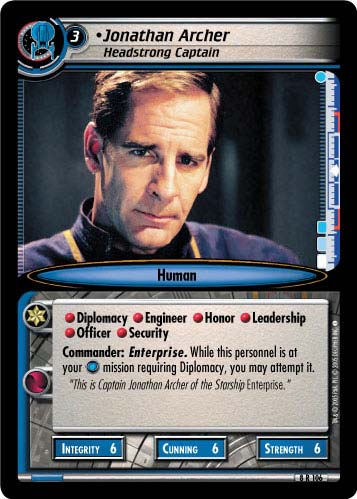 3
•Jonathan Archer
Headstrong Captain
Human
Diplomacy Engineer Honor Leadership
Officer Security
Commander: Enterprise. While this personnel is at
your mission requiring Diplomacy, you may attempt it.
"This is Captain Jonathan Archer of the Starship Enterprise."
INTEGRITY 6 CUNNING 6 STRENGTH 6
8 R 106